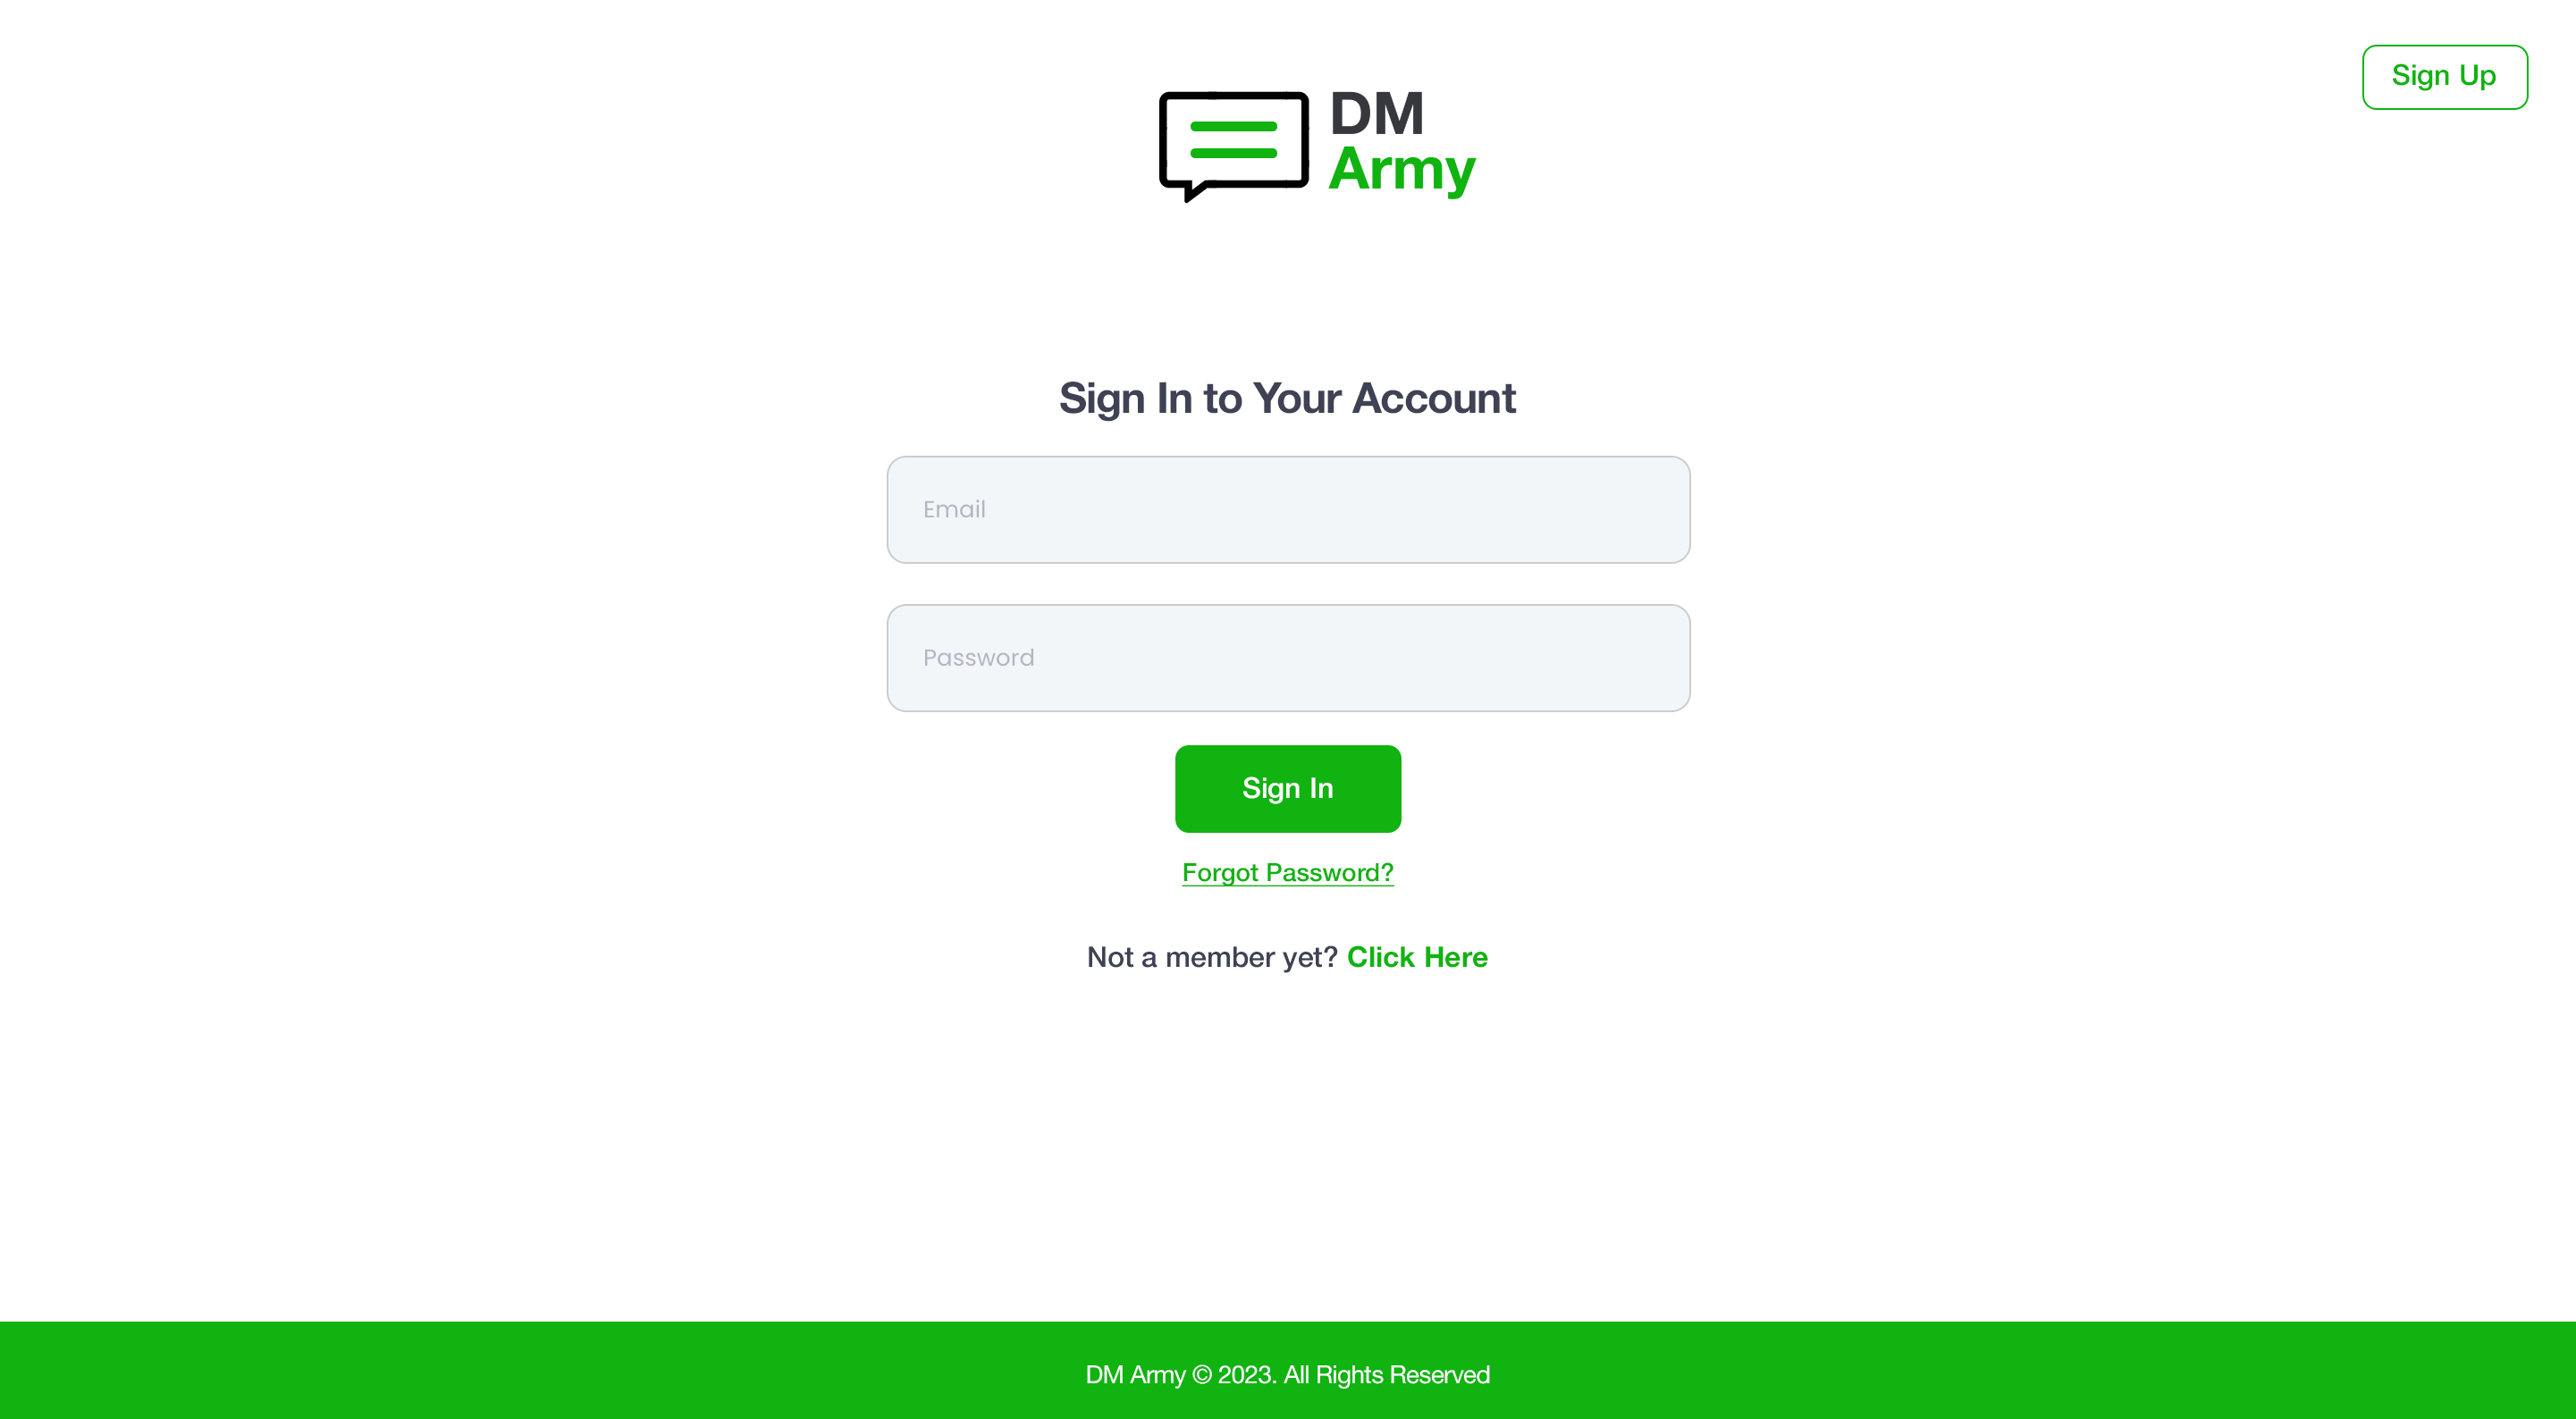 Sign Up
DM
Army
Sign In to Your Account
Email
Password
Sign In
Forgot Password?
Not a member yet? Click Here
DM Army © 2023. All Rights Reserved